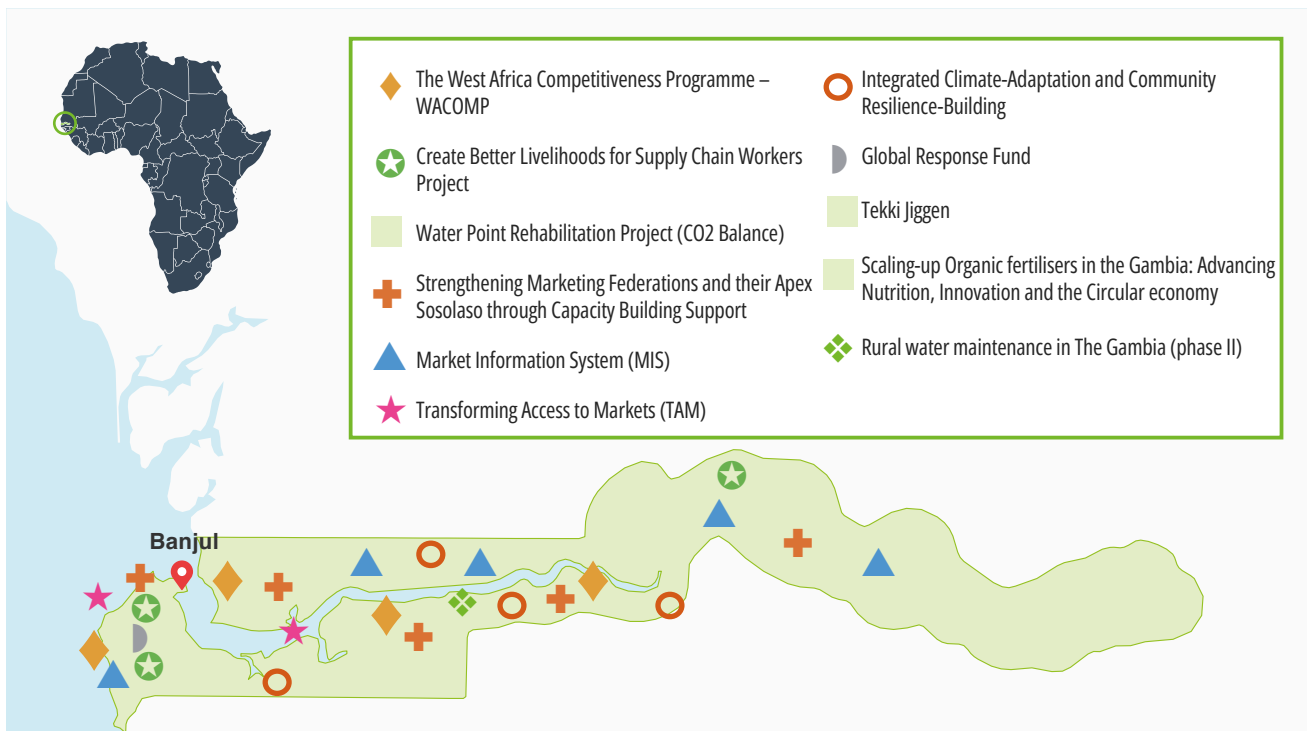 The West Africa Competitiveness Programme –
WACOMP
Create Better Livelihoods for Supply Chain Workers
Project
Water Point Rehabilitation Project (CO2 Balance)
Strengthening Marketing Federations and their Apex
Sosolaso through Capacity Building Support
Market Information System (MIS)
Transforming Access to Markets (TAM)
Integrated Climate-Adaptation and Community
Resilience-Building
Global Response Fund
Tekki Jiggen
Scaling-up Organic fertilisers in the Gambia: Advancing
Nutrition, Innovation and the Circular economy
Rural water maintenance in The Gambia (phase II)
Banjul